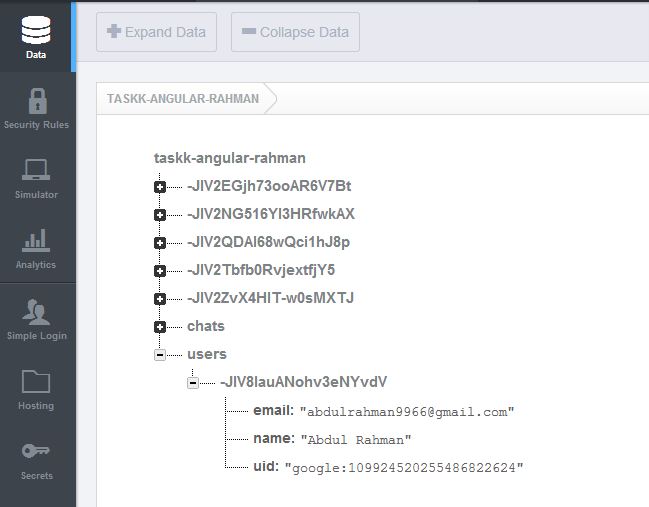 Data
Security Rules
Simulator
Analytics
Simple Login
Hosting
Secrets
Expand Data
Collapse Data
TASKK-ANGULAR-RAHMAN
taskk-angular-rahman
-JIV2EGjh73ooAR6V7Bt
-JIV2NG516YI3HRfwkAX
-JIV2QDAI68wQci1hJ8p
-JIV2Tbfb0RvjextfjY5
-JIV2ZvX4HIT-w0sMXTJ
chats
users
-JIV8IauANohv3eNYvdV
email: "abdulrahman9966@gmail.com"
name: "Abdul Rahman"
uid: "google:109924520255486822624"